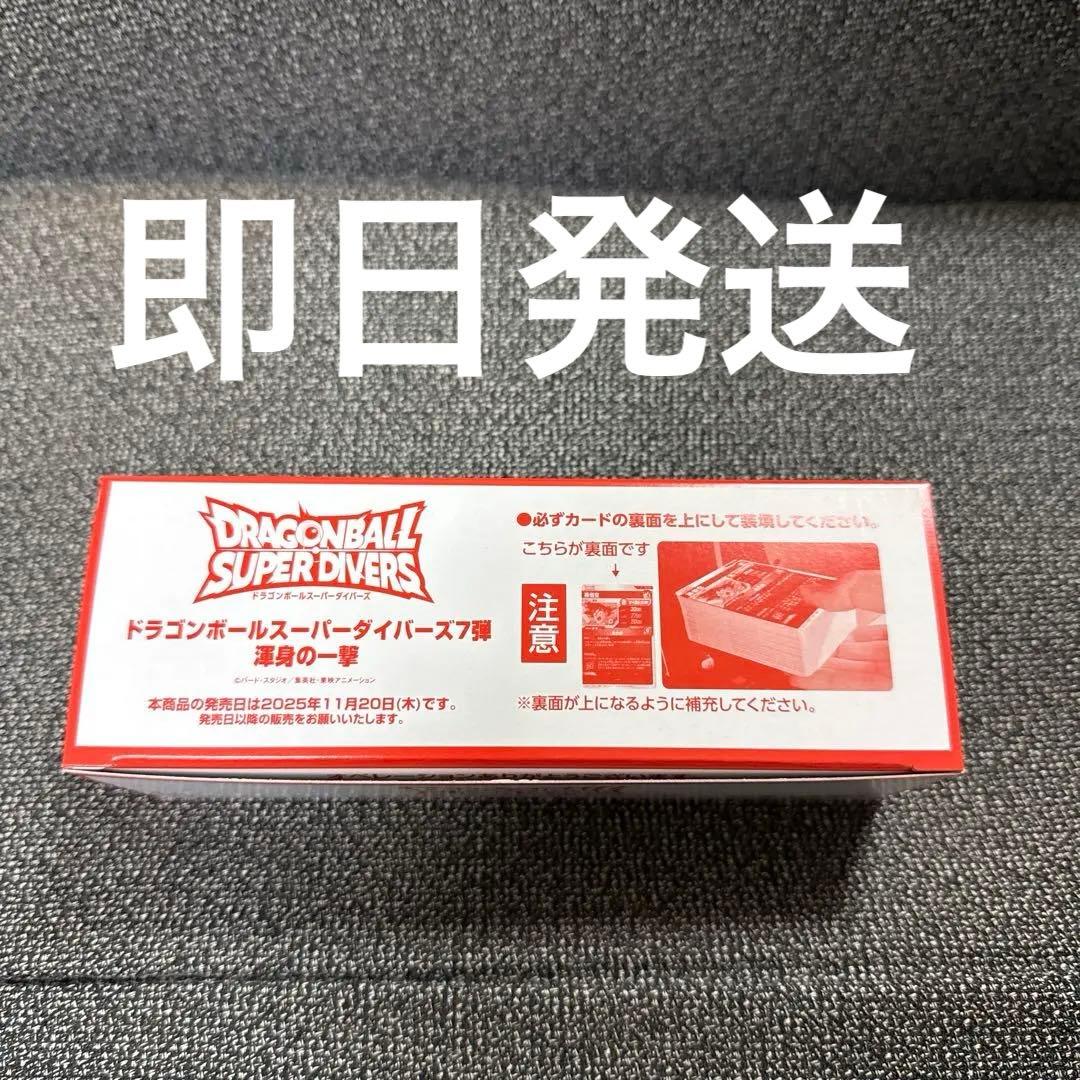 即日発送
DRAGONBALL
SUPER DIVERS
ドラゴンボールスーパーダイバーズ
ドラゴンボールスーパーダイバーズ7弾
渾身の一撃
©バード・スタジオ/集英社・東映アニメーション
本商品の発売日は2025年11月20日(木)です。
発売日以降の販売をお願いいたします。
●必ずカードの裏面を上にして装填してください。
こちらが裏面です
注意
※裏面が上になるように補充してください。